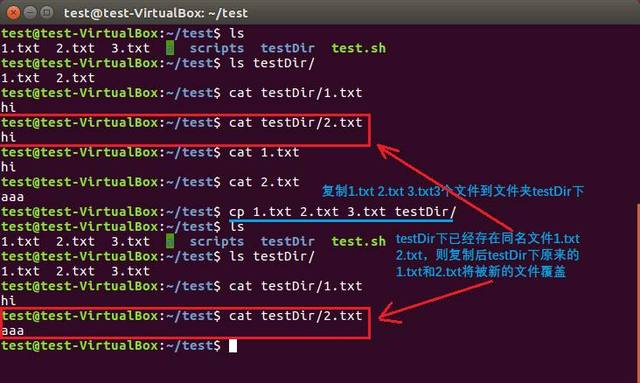 test@test-VirtualBox: ~/test
test@test-VirtualBox:~/test$ ls
1.txt  2.txt  3.txt  a  scripts  testDir  test.sh
test@test-VirtualBox:~/test$ ls testDir/
1.txt  2.txt
test@test-VirtualBox:~/test$ cat testDir/1.txt
hi
test@test-VirtualBox:~/test$ cat testDir/2.txt
hi
test@test-VirtualBox:~/test$ cat 1.txt
hi
test@test-VirtualBox:~/test$ cat 2.txt
aaa
复制1.txt 2.txt 3.txt3个文件到文件夹testDir下
test@test-VirtualBox:~/test$ cp 1.txt 2.txt 3.txt testDir/
test@test-VirtualBox:~/test$ ls
1.txt  2.txt  3.txt  a  scripts  testDir  test.sh
test@test-VirtualBox:~/test$ ls testDir/
1.txt  2.txt  3.txt
testDir下已经存在同名文件1.txt
2.txt，则复制后testDir下原来的
1.txt和2.txt将被新的文件覆盖
test@test-VirtualBox:~/test$ cat testDir/1.txt
hi
test@test-VirtualBox:~/test$ cat testDir/2.txt
aaa
test@test-VirtualBox:~/test$